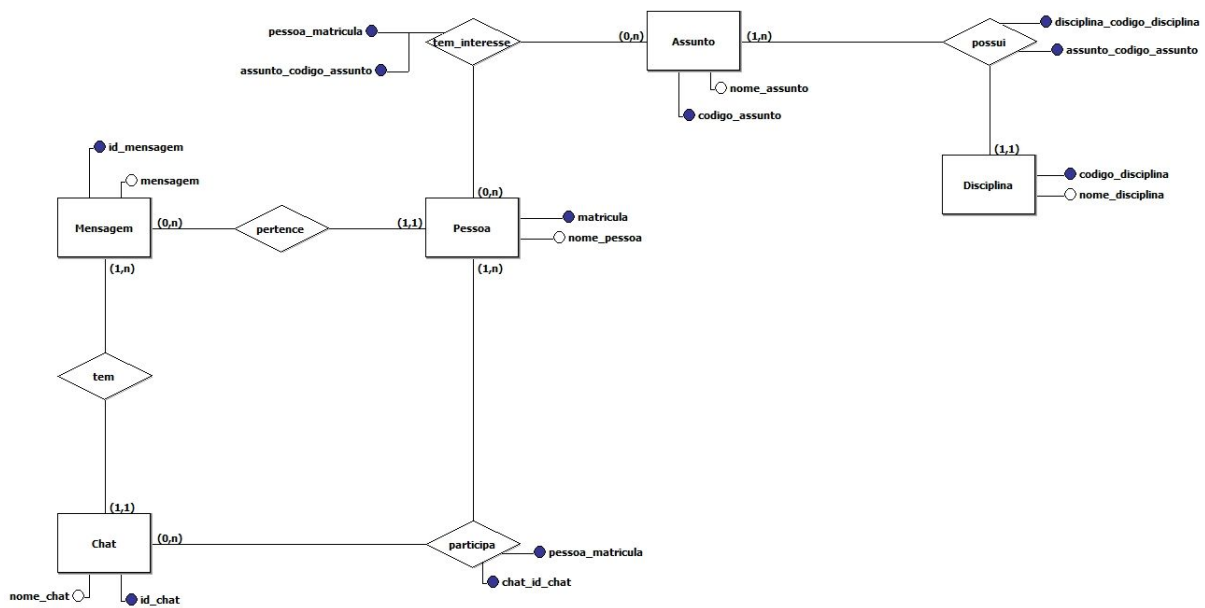 disciplina_codigo_disciplina
pessoa_matricula
tem_interesse
(0,n)
Assunto
(1,n)
possui
assunto_codigo_assunto
assunto_codigo_assunto
nome_assunto
codigo_assunto
id_mensagem
(1,1)
mensagem
codigo_disciplina
Disciplina
nome_disciplina
(0,n)
Mensagem
(0,n)
pertence
(1,1)
Pessoa
matricula
nome_pessoa
(1,n)
(1,n)
tem
(1,1)
Chat
(0,n)
participa
pessoa_matricula
chat_id_chat
nome_chat
id_chat